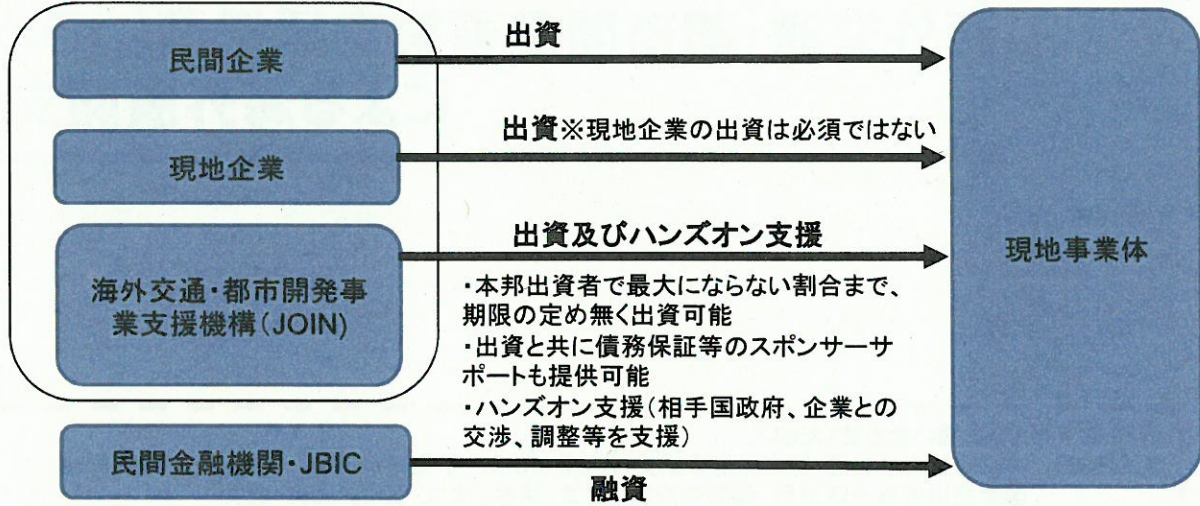 民間企業
出資
現地企業
出資※現地企業の出資は必須ではない
海外交通・都市開発事
業支援機構(JOIN)
出資及びハンズオン支援
・本邦出資者で最大にならない割合まで、
期限の定め無く出資可能
・出資と共に債務保証等のスポンサーサ
ポートも提供可能
・ハンズオン支援(相手国政府、企業との
交渉、調整等を支援)
民間金融機関・JBIC
融資
現地事業体